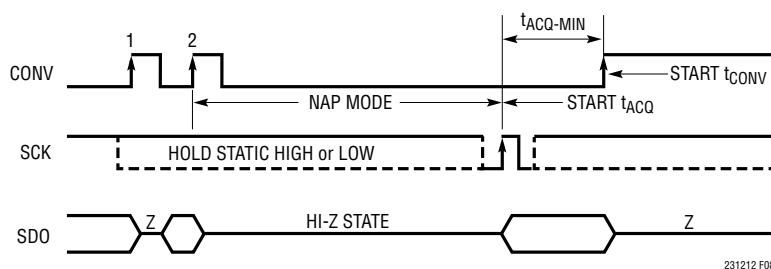 tACQ-MIN
1 2
CONV
START tCONV
NAP MODE
START tACQ
SCK
HOLD STATIC HIGH or LOW
SDO
Z
HI-Z STATE
Z
231212 F08